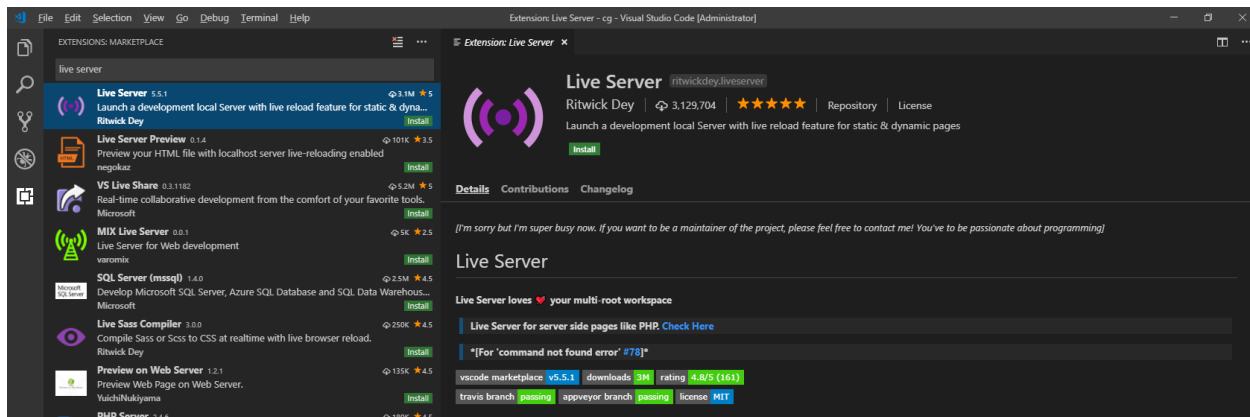 File Edit Selection View Go Debug Terminal Help
Extension: Live Server - cg - Visual Studio Code [Administrator]
EXTENSIONS: MARKETPLACE
live server
Live Server 5.5.1 3.1M ★5
Launch a development local Server with live reload feature for static & dyna...
Ritwick Dey Install
Live Server Preview 0.1.4 101K ★3.5
Preview your HTML file with localhost server live-reloading enabled
negokaz Install
VS Live Share 0.3.1182 5.2M ★5
Real-time collaborative development from the comfort of your favorite tools.
Microsoft Install
MIX Live Server 0.0.1 5K ★2.5
Live Server for Web development
varomix Install
Microsoft
SQL Server
SQL Server (mssql) 1.4.0 2.5M ★4.5
Develop Microsoft SQL Server, Azure SQL Database and SQL Data Warehous...
Microsoft Install
Live Sass Compiler 3.0.0 250K ★4.5
Compile Sass or Scss to CSS at realtime with live browser reload.
Ritwick Dey Install
Preview on Web Server 1.2.1 135K ★4.5
Preview Web Page on Web Server.
YuichiNukiyama Install
PHP Server 2.4.6 180K ★4.5
Extension: Live Server ×
Live Server ritwickdey.liveserver
Ritwick Dey 3,129,704 ★★★★★ Repository License
Launch a development local Server with live reload feature for static & dynamic pages
Install
Details Contributions Changelog
[I'm sorry but I'm super busy now. If you want to be a maintainer of the project, please feel free to contact me! You've to be passionate about programming]
Live Server
Live Server loves 💓 your multi-root workspace
Live Server for server side pages like PHP. Check Here
*[For 'command not found error' #78]*
vscode marketplace v5.5.1 downloads 3M rating 4.8/5 (161)
travis branch passing appveyor branch passing license MIT